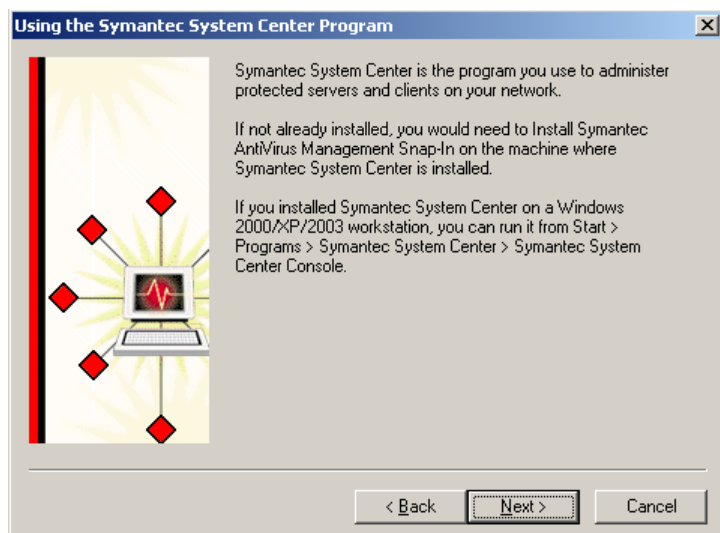 Using the Symantec System Center Program
Symantec System Center is the program you use to administer
protected servers and clients on your network.
If not already installed, you would need to Install Symantec
AntiVirus Management Snap-In on the machine where
Symantec System Center is installed.
If you installed Symantec System Center on a Windows
2000/XP/2003 workstation, you can run it from Start >
Programs > Symantec System Center > Symantec System
Center Console.
< Back
Next >
Cancel